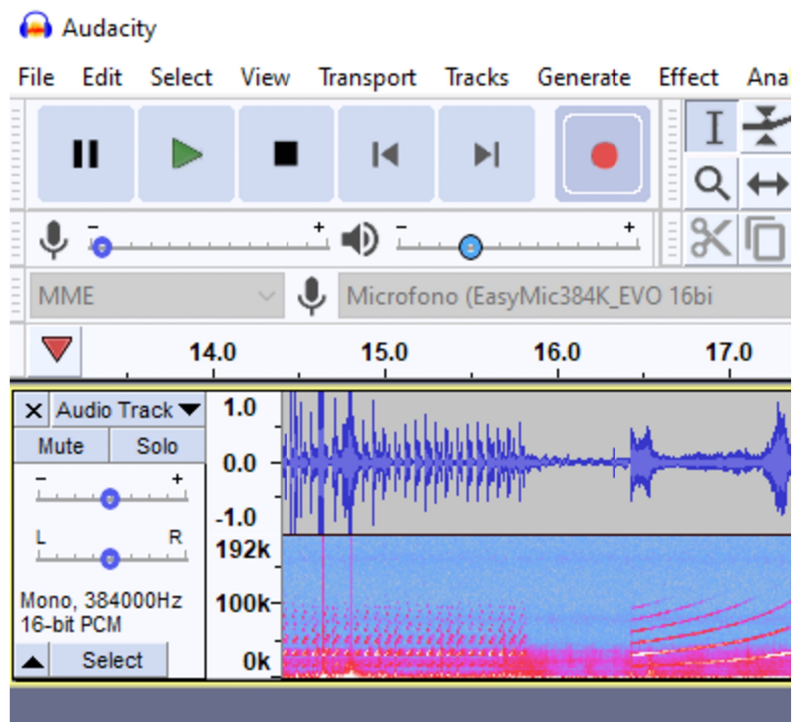 Audacity
File Edit Select View Transport Tracks Generate Effect Ana
- + - +
MME Microfono (EasyMic384K_EVO 16bi
14.0 15.0 16.0 17.0
X Audio Track 1.0
Mute Solo 0.0
- +
-1.0
L R 192k
Mono, 384000Hz 100k
16-bit PCM
Select 0k